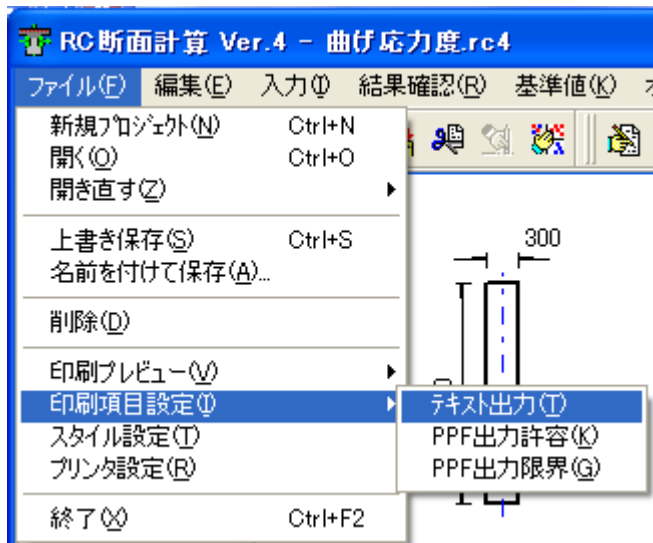 RC断面計算 Ver.4 - 曲げ応力度.rc4
ファイル(F) 編集(E) 入力(I) 結果確認(R) 基準値(K)
新規プロジェクト(N) Ctrl+N
開く(O) Ctrl+O
開き直す(Z)
上書き保存(S) Ctrl+S
名前を付けて保存(A)...
削除(D)
印刷プレビュー(V)
印刷項目設定(I)
スタイル設定(T)
プリンタ設定(R)
終了(X) Ctrl+F2
テキスト出力(T)
PPF出力許容(K)
PPF出力限界(G)
300